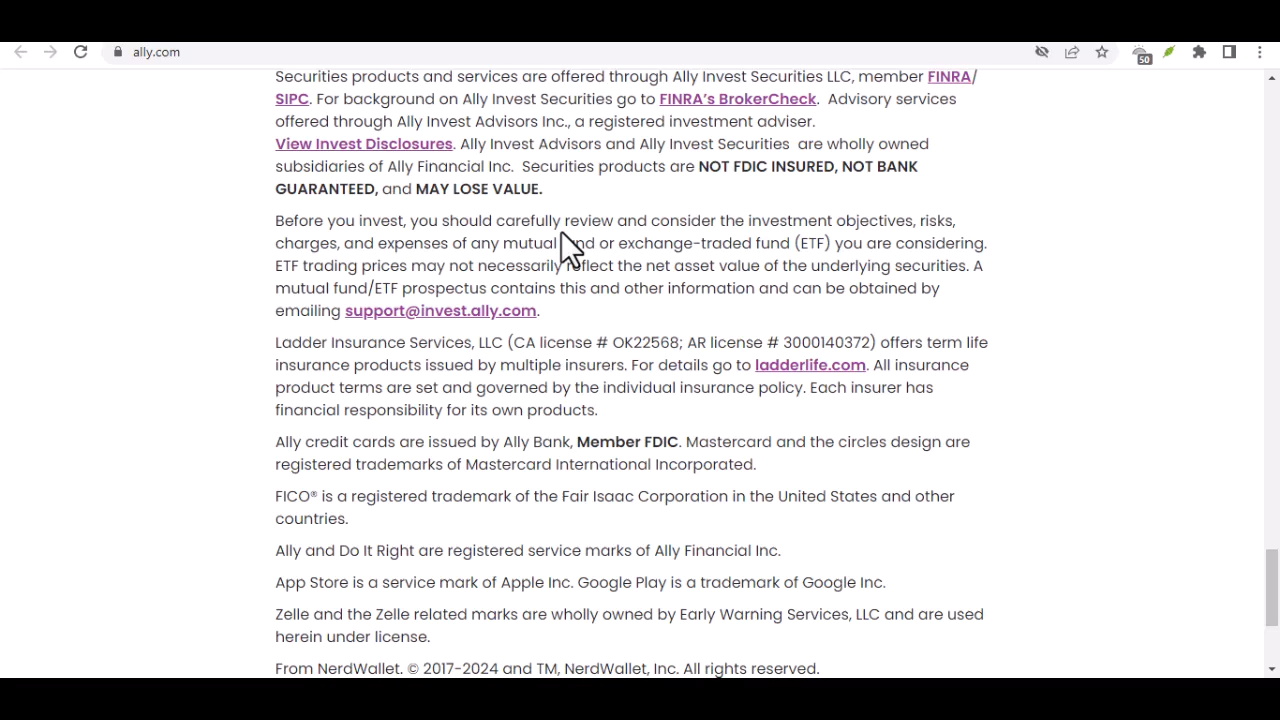 ally.com
50
Securities products and services are offered through Ally Invest Securities LLC, member FINRA/
SIPC. For background on Ally Invest Securities go to FINRA's BrokerCheck.  Advisory services
offered through Ally Invest Advisors Inc., a registered investment adviser.
View Invest Disclosures. Ally Invest Advisors and Ally Invest Securities  are wholly owned
subsidiaries of Ally Financial Inc.  Securities products are NOT FDIC INSURED, NOT BANK
GUARANTEED, and MAY LOSE VALUE.
Before you invest, you should carefully review and consider the investment objectives, risks,
charges, and expenses of any mutual fund or exchange-traded fund (ETF) you are considering.
ETF trading prices may not necessarily reflect the net asset value of the underlying securities. A
mutual fund/ETF prospectus contains this and other information and can be obtained by
emailing support@invest.ally.com.
Ladder Insurance Services, LLC (CA license # OK22568; AR license # 3000140372) offers term life
insurance products issued by multiple insurers. For details go to ladderlife.com. All insurance
product terms are set and governed by the individual insurance policy. Each insurer has
financial responsibility for its own products.
Ally credit cards are issued by Ally Bank, Member FDIC. Mastercard and the circles design are
registered trademarks of Mastercard International Incorporated.
FICO® is a registered trademark of the Fair Isaac Corporation in the United States and other
countries.
Ally and Do It Right are registered service marks of Ally Financial Inc.
App Store is a service mark of Apple Inc. Google Play is a trademark of Google Inc.
Zelle and the Zelle related marks are wholly owned by Early Warning Services, LLC and are used
herein under license.
From NerdWallet. © 2017-2024 and TM, NerdWallet, Inc. All rights reserved.